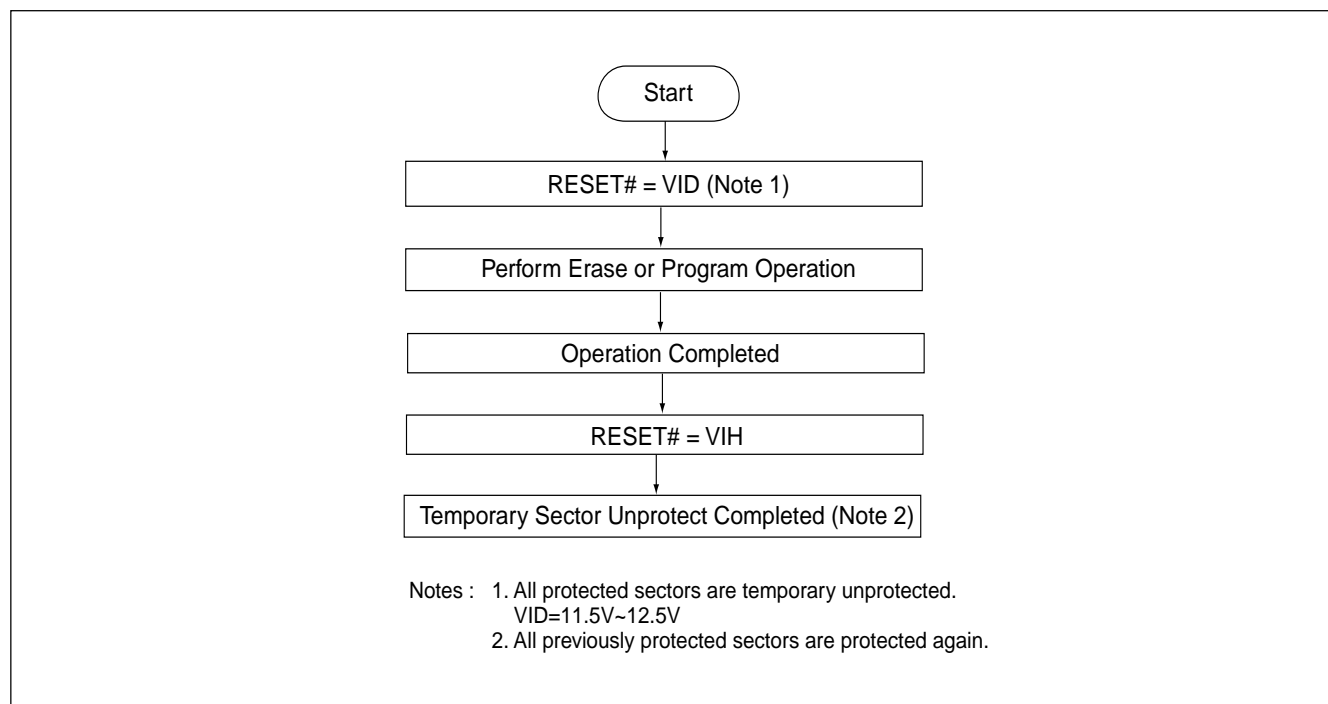 Start
RESET# = VID (Note 1)
Perform Erase or Program Operation
Operation Completed
RESET# = VIH
Temporary Sector Unprotect Completed (Note 2)
Notes : 1. All protected sectors are temporary unprotected.
VID=11.5V~12.5V
2. All previously protected sectors are protected again.